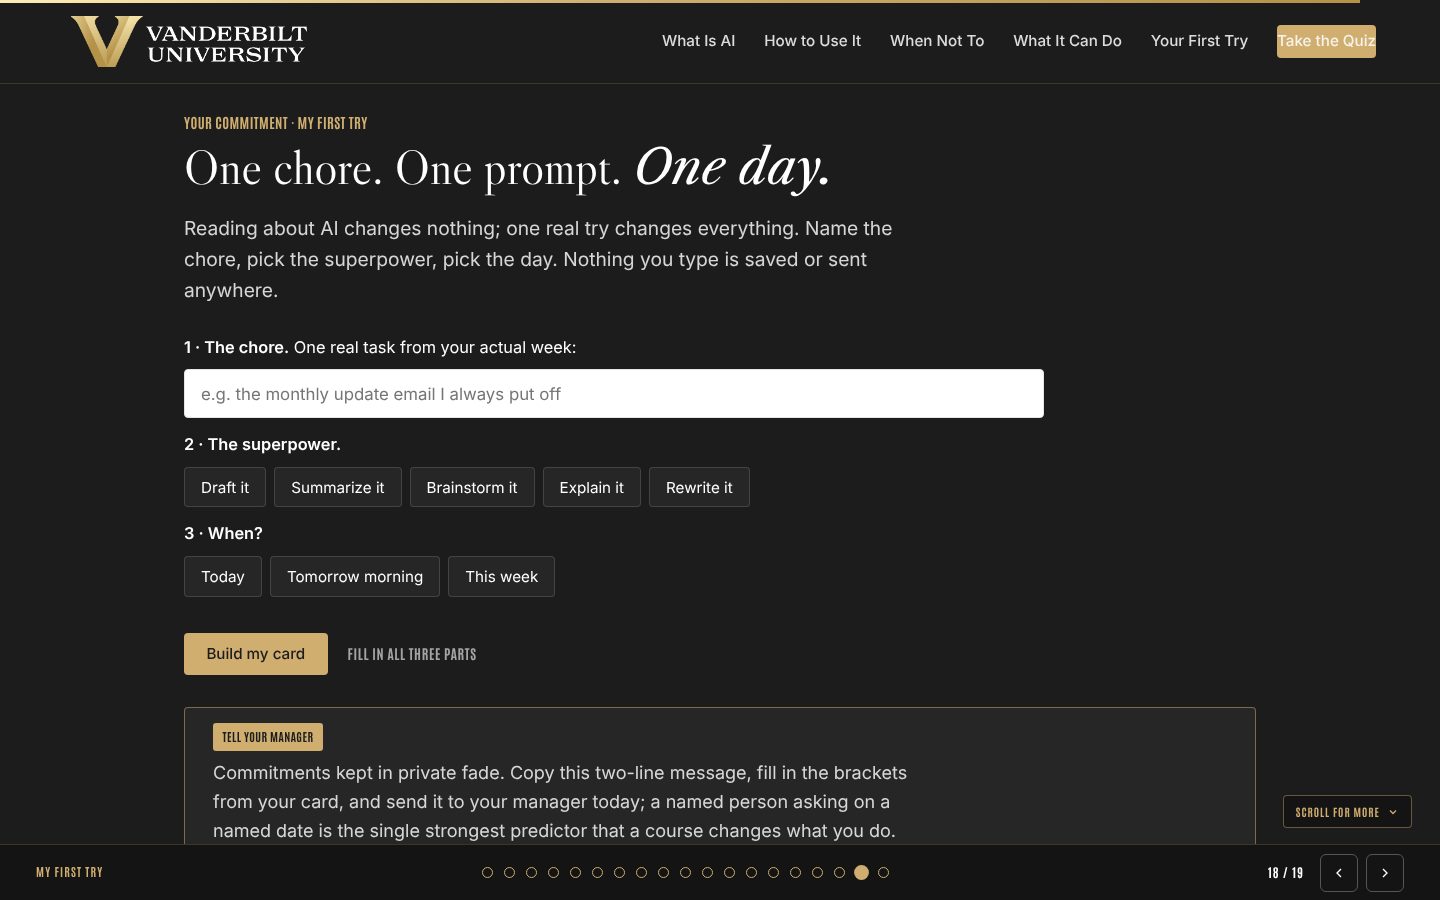 VANDERBILT
UNIVERSITY
What Is AI
How to Use It
When Not To
What It Can Do
Your First Try
Take the Quiz
YOUR COMMITMENT · MY FIRST TRY
One chore. One prompt. One day.
Reading about AI changes nothing; one real try changes everything. Name the
chore, pick the superpower, pick the day. Nothing you type is saved or sent
anywhere.
1 · The chore. One real task from your actual week:
e.g. the monthly update email I always put off
2 · The superpower.
Draft it
Summarize it
Brainstorm it
Explain it
Rewrite it
3 · When?
Today
Tomorrow morning
This week
Build my card
FILL IN ALL THREE PARTS
TELL YOUR MANAGER
Commitments kept in private fade. Copy this two-line message, fill in the brackets
from your card, and send it to your manager today; a named person asking on a
named date is the single strongest predictor that a course changes what you do.
SCROLL FOR MORE
MY FIRST TRY
18 / 19